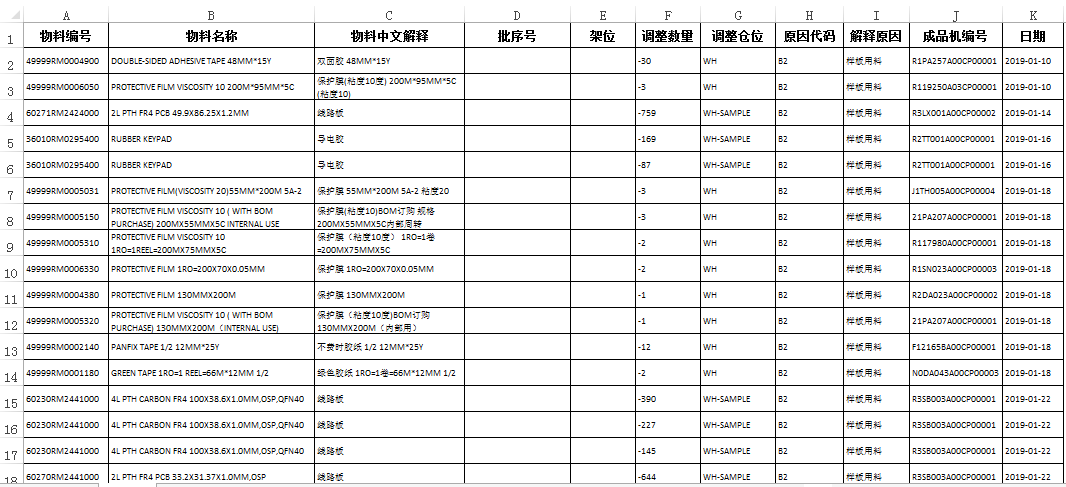 A B C D E F G H I J K
1 物料编号 物料名称 物料中文解释 批序号 架位 调整数量 调整仓位 原因代码 解释原因 成品机编号 日期
2 49999RM0004900 DOUBLE-SIDED ADHESIVE TAPE 48MM*15Y 双面胶 48MM*15Y -30 WH B2 样板用料 R1PA257A00CP00001 2019-01-10
3 49999RM0006050 PROTECTIVE FILM VISCOSITY 10 200M*95MM*5C 保护膜(粘度10度) 200M*95MM*5C (粘度10) -3 WH B2 样板用料 R119250A03CP00001 2019-01-10
4 60271RM2424000 2L PTH FR4 PCB 49.9X86.25X1.2MM 线路板 -759 WH-SAMPLE B2 样板用料 R3LX001A00CP00002 2019-01-14
5 36010RM0295400 RUBBER KEYPAD 导电胶 -169 WH-SAMPLE B2 样板用料 R2TT001A00CP00001 2019-01-16
6 36010RM0295400 RUBBER KEYPAD 导电胶 -87 WH-SAMPLE B2 样板用料 R2TT001A00CP00001 2019-01-16
7 49999RM0005031 PROTECTIVE FILM(VISCOSITY 20)55MM*200M 5A-2 保护膜 55MM*200M 5A-2 粘度20 -3 WH B2 样板用料 J1TH005A00CP00004 2019-01-18
8 49999RM0005150 PROTECTIVE FILM VISCOSITY 10 ( WITH BOM PURCHASE) 200MX55MMX5C INTERNAL USE 保护膜(粘度10)BOM订购 规格 200MX55MMX5C内部周转 -3 WH B2 样板用料 21PA207A00CP00001 2019-01-18
9 49999RM0005310 PROTECTIVE FILM VISCOSITY 10 1RO=1REEL=200MX75MMX5C 保护膜（粘度10度） 1RO=1卷 =200MX75MMX5C -2 WH B2 样板用料 R117980A00CP00001 2019-01-18
10 49999RM0006330 PROTECTIVE FILM 1RO=200X70X0.05MM 保护膜 1RO=200X70X0.05MM -2 WH B2 样板用料 R1SN023A00CP00003 2019-01-18
11 49999RM0004380 PROTECTIVE FILM 130MMX200M 保护膜 130MMX200M -1 WH B2 样板用料 R2DA023A00CP00002 2019-01-18
12 49999RM0005320 PROTECTIVE FILM VISCOSITY 10 ( WITH BOM PURCHASE) 130MMX200M（INTERNAL USE) 保护膜（粘度10度)BOM订购 130MMX200M（内部用） -1 WH B2 样板用料 21PA207A00CP00001 2019-01-18
13 49999RM0002140 PANFIX TAPE 1/2 12MM*25Y 不费时胶纸 1/2 12MM*25Y -12 WH B2 样板用料 F12165BA00CP00001 2019-01-18
14 49999RM0001180 GREEN TAPE 1RO=1 REEL=66M*12MM 1/2 绿色胶纸 1RO=1卷=66M*12MM 1/2 -2 WH B2 样板用料 N0DA043A00CP00003 2019-01-18
15 60230RM2441000 4L PTH CARBON FR4 100X38.6X1.0MM,OSP,QFN40 线路板 -390 WH-SAMPLE B2 样板用料 R3SB003A00CP00001 2019-01-22
16 60230RM2441000 4L PTH CARBON FR4 100X38.6X1.0MM,OSP,QFN40 线路板 -227 WH-SAMPLE B2 样板用料 R3SB003A00CP00001 2019-01-22
17 60230RM2441000 4L PTH CARBON FR4 100X38.6X1.0MM,OSP,QFN40 线路板 -145 WH-SAMPLE B2 样板用料 R3SB003A00CP00001 2019-01-22
18 60270RM2441000 2L PTH FR4 PCB 33.2X31.37X1.0MM,OSP 线路板 -644 WH-SAMPLE B2 样板用料 R3SB003A00CP00001 2019-01-22